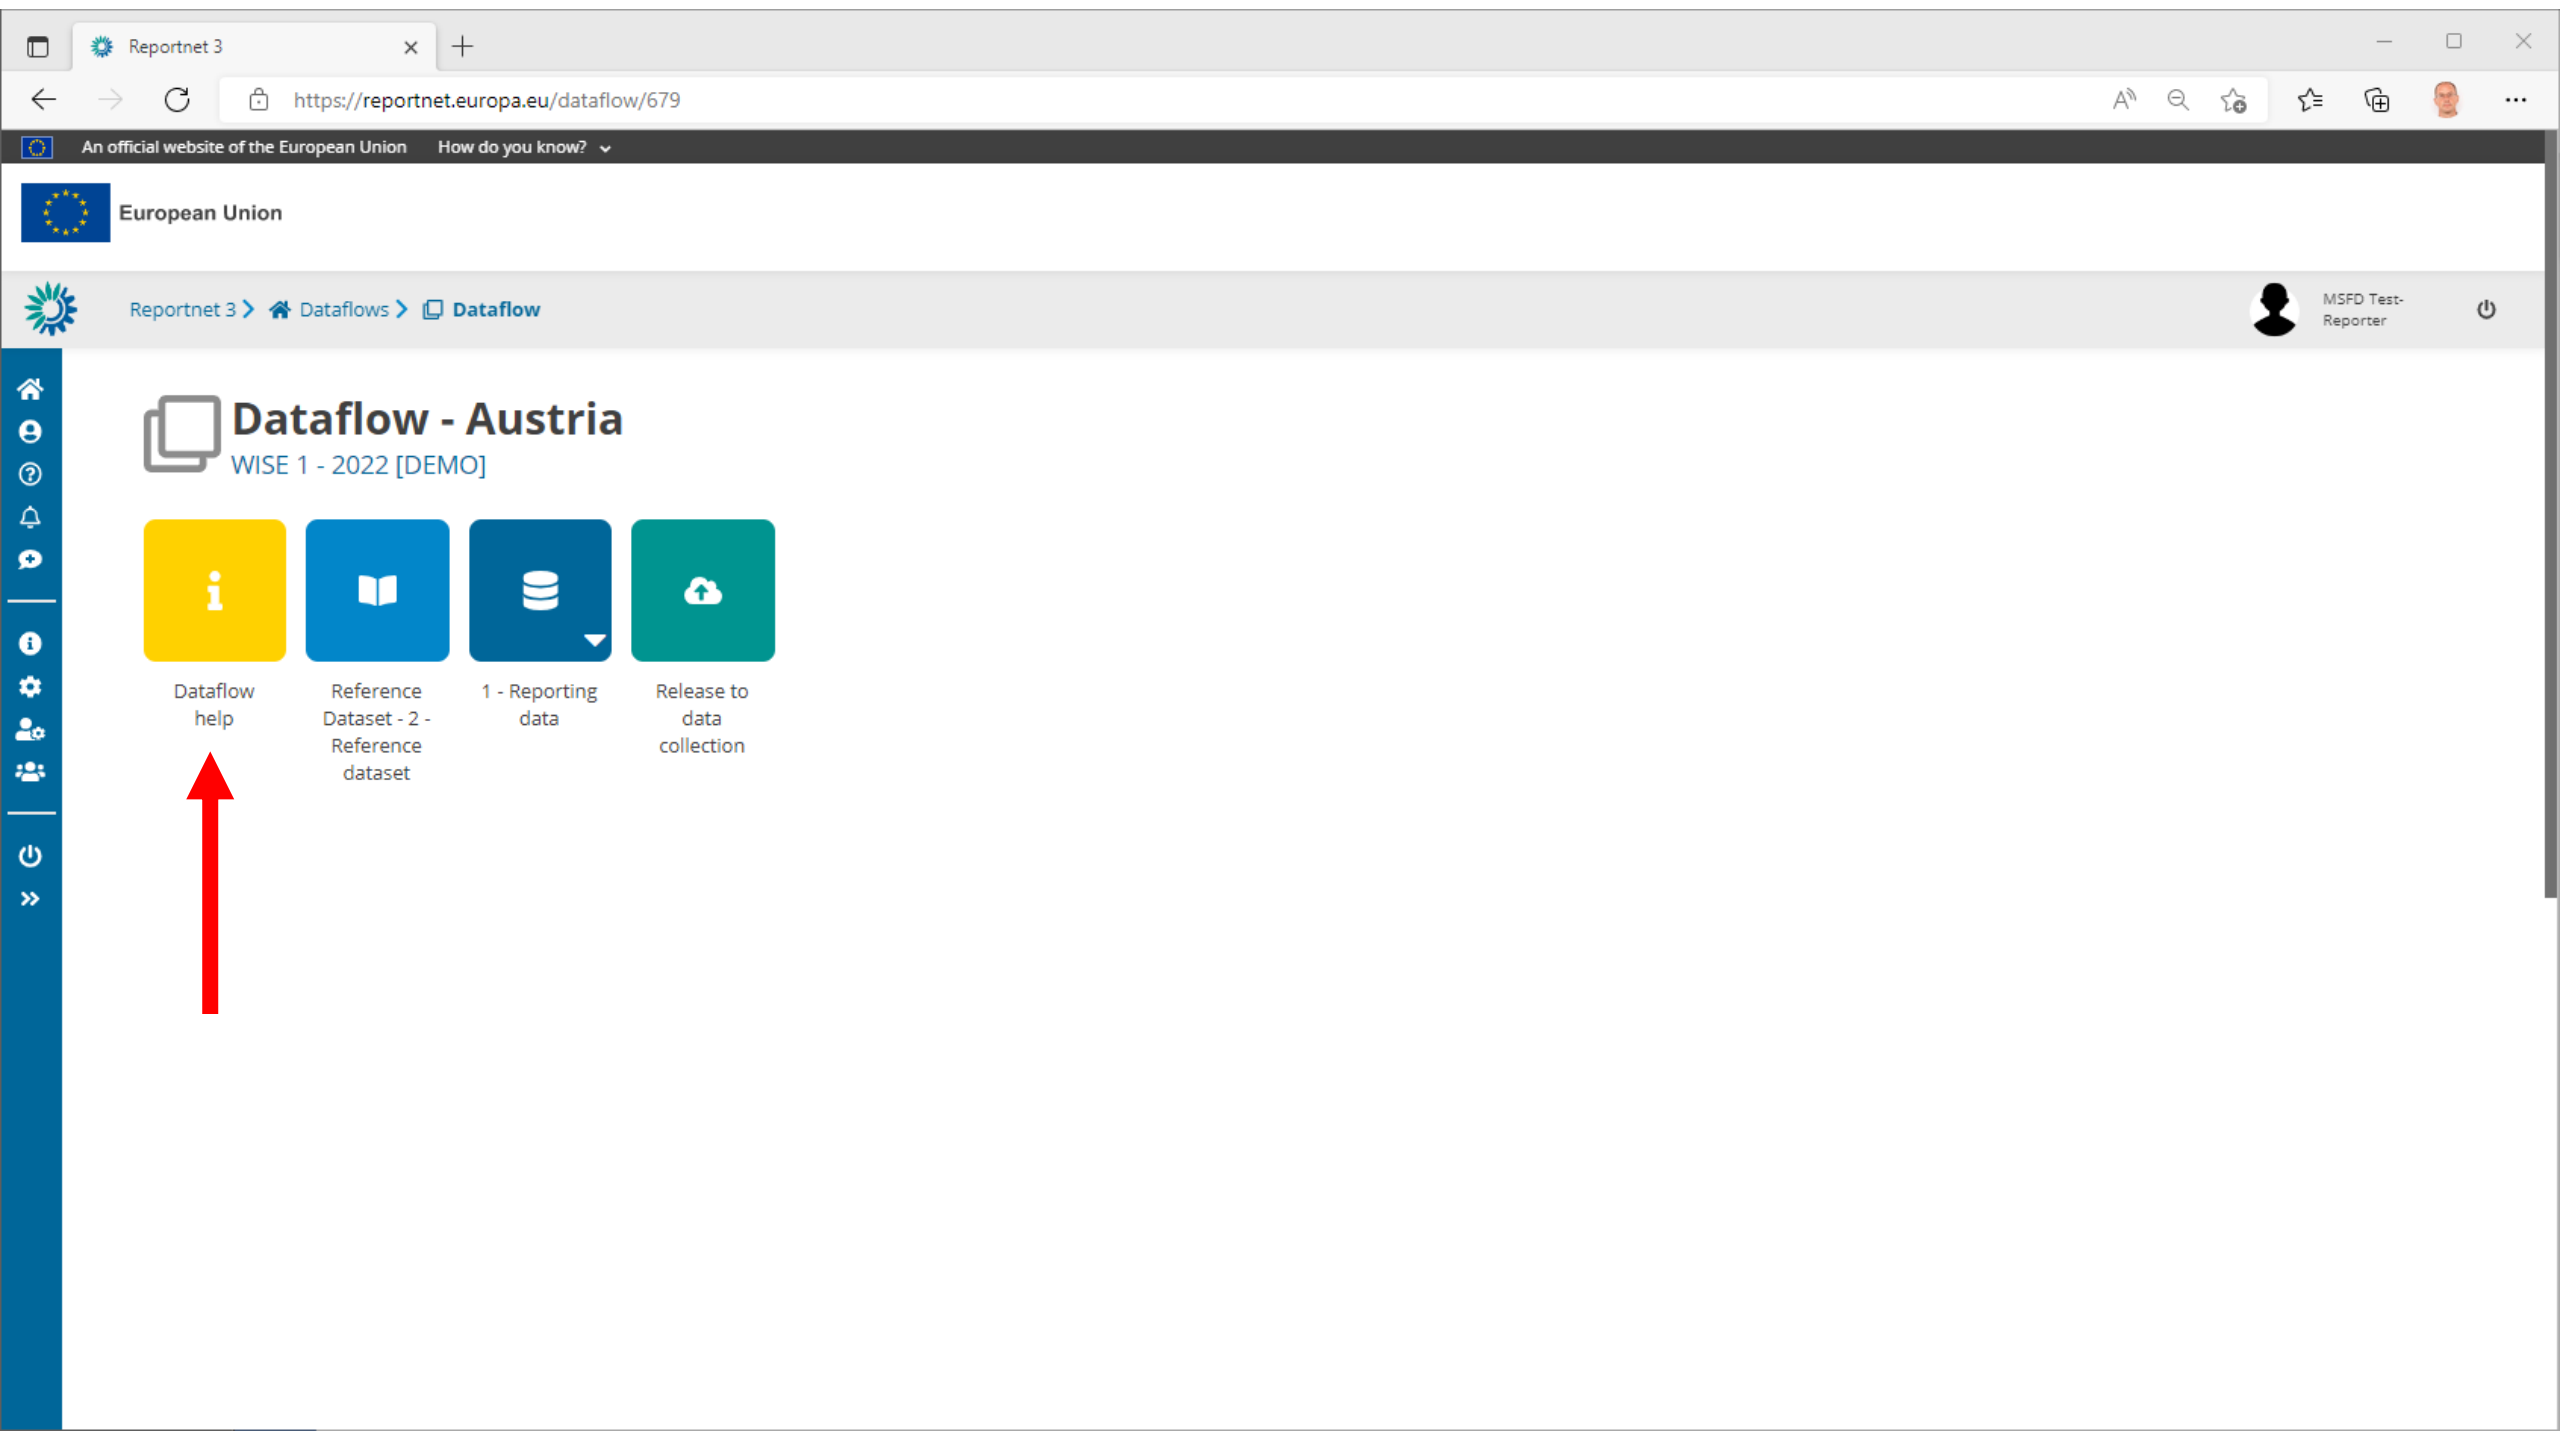 Reportnet 3
https://reportnet.europa.eu/dataflow/679
An official website of the European Union How do you know?
European Union
Reportnet 3 Dataflows Dataflow
MSFD Test-
Reporter
Dataflow - Austria
WISE 1 - 2022 [DEMO]
Dataflow
help
Reference
Dataset - 2 -
Reference
dataset
1 - Reporting
data
Release to
data
collection